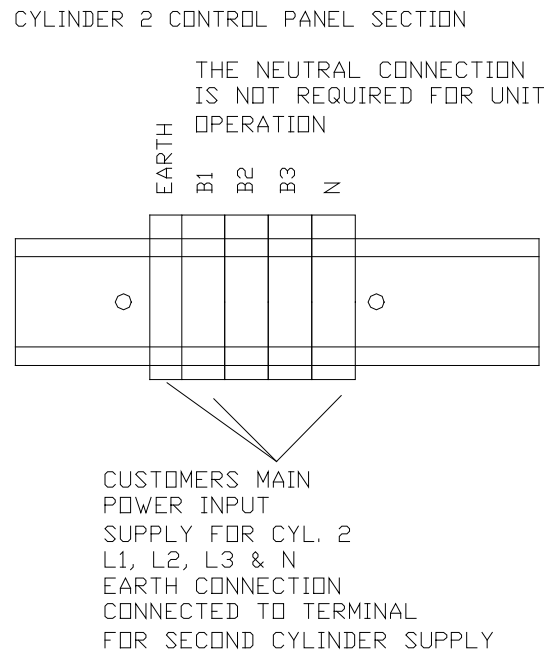 CYLINDER 2 CONTROL PANEL SECTION
THE NEUTRAL CONNECTION
IS NOT REQUIRED FOR UNIT
OPERATION
EARTH
B1
B2
B3
N
CUSTOMERS MAIN
POWER INPUT
SUPPLY FOR CYL. 2
L1, L2, L3 & N
EARTH CONNECTION
CONNECTED TO TERMINAL
FOR SECOND CYLINDER SUPPLY